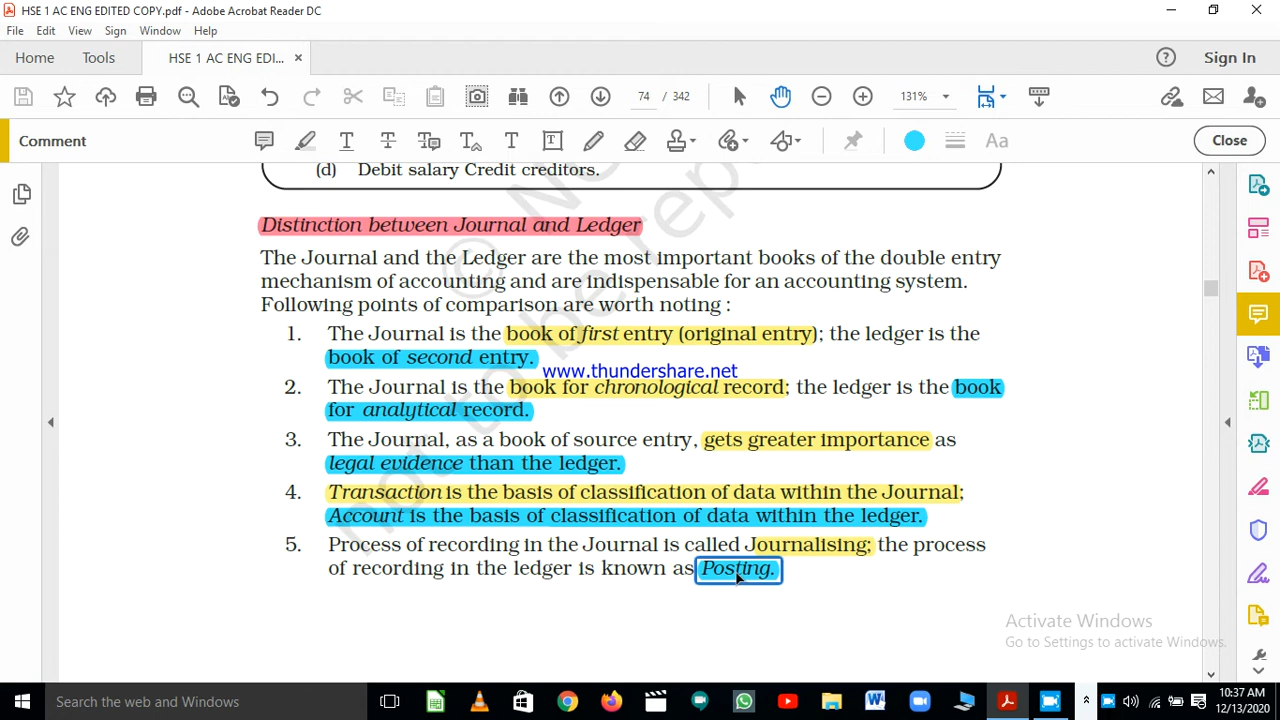 HSE 1 AC ENG EDITED COPY.pdf - Adobe Acrobat Reader DC
File Edit View Sign Window Help
Home Tools HSE 1 AC ENG EDI... × Sign In
74 / 342 131%
Comment Aa Close
(d) Debit salary Credit creditors.
Distinction between Journal and Ledger
The Journal and the Ledger are the most important books of the double entry
mechanism of accounting and are indispensable for an accounting system.
Following points of comparison are worth noting :
1. The Journal is the book of first entry (original entry); the ledger is the
book of second entry.
www.thundershare.net
2. The Journal is the book for chronological record; the ledger is the book
for analytical record.
3. The Journal, as a book of source entry, gets greater importance as
legal evidence than the ledger.
4. Transaction is the basis of classification of data within the Journal;
Account is the basis of classification of data within the ledger.
5. Process of recording in the Journal is called Journalising; the process
of recording in the ledger is known as Posting.
not to be rep
Activate Windows
Go to Settings to activate Windows.
Search the web and Windows
10:37 AM
12/13/2020